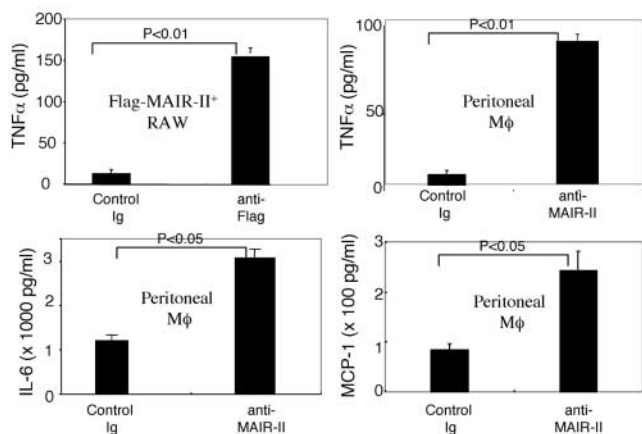 200
150
100
50
0
TNFα (pg/ml)
P<0.01
Flag-MAIR-II⁺
RAW
Control
Ig
anti-
Flag
100
50
0
TNFα (pg/ml)
P<0.01
Peritoneal
Mϕ
Control
Ig
anti-
MAIR-II
3
2
1
0
IL-6 (x 1000 pg/ml)
P<0.05
Peritoneal
Mϕ
Control
Ig
anti-
MAIR-II
3
2
1
0
MCP-1 (x 100 pg/ml)
P<0.05
Peritoneal
Mϕ
Control
Ig
anti-
MAIR-II